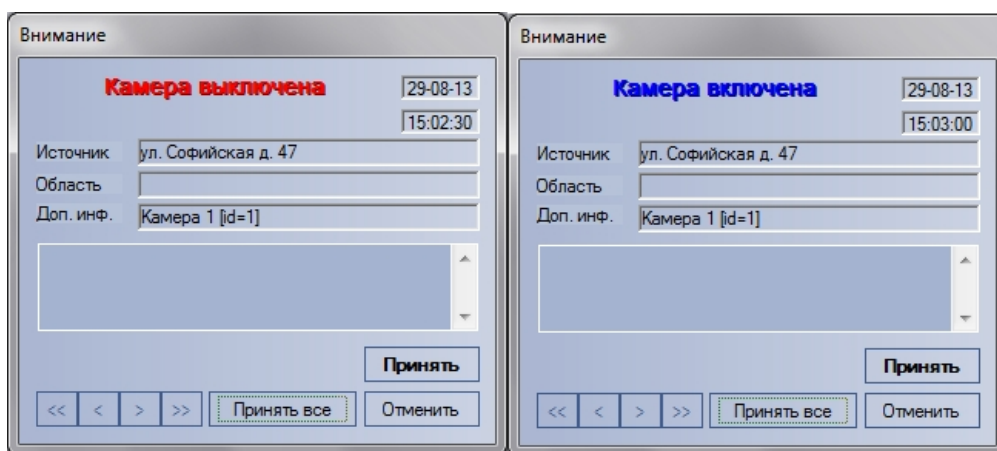 Внимание
Камера выключена
29-08-13
15:02:30
Источник
ул. Софийская д. 47
Область
Доп. инф.
Камера 1 [id=1]
Принять
<<
<
>
>>
Принять все
Отменить
Внимание
Камера включена
29-08-13
15:03:00
Источник
ул. Софийская д. 47
Область
Доп. инф.
Камера 1 [id=1]
Принять
<<
<
>
>>
Принять все
Отменить